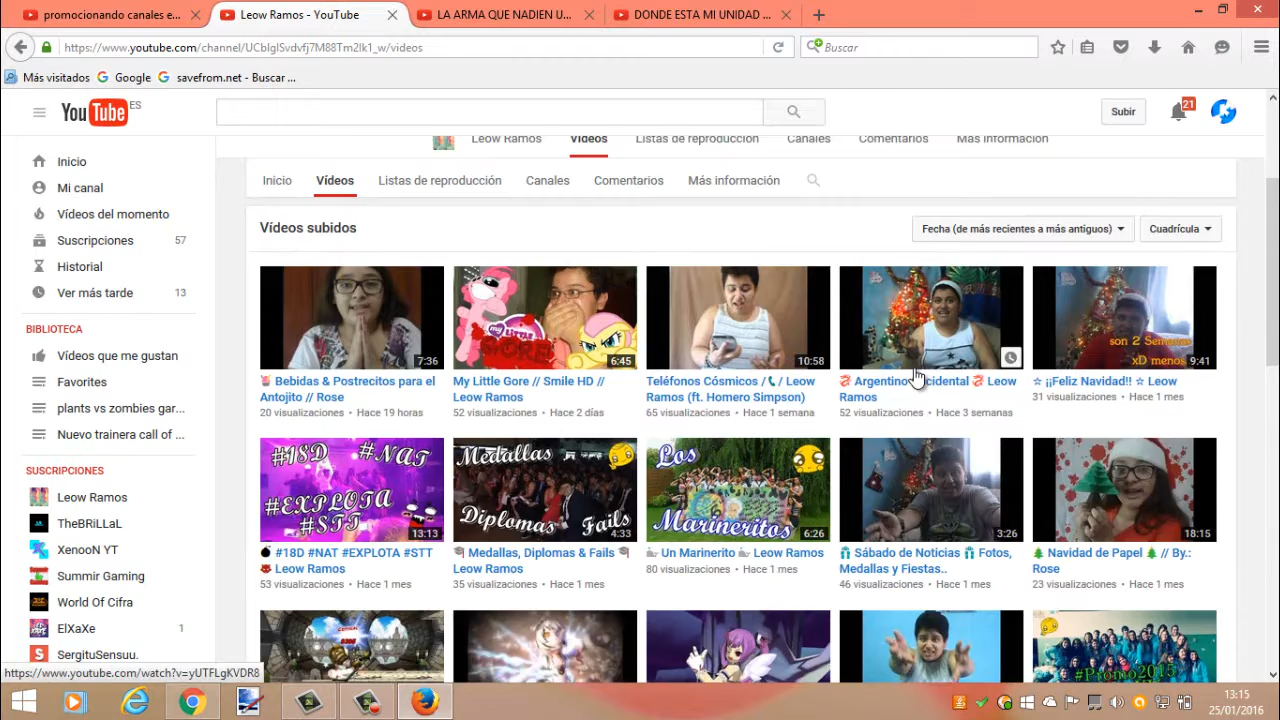 promocionando canales e...
Leow Ramos - YouTube
LA ARMA QUE NADIEN U...
DONDE ESTA MI UNIDAD ...
https://www.youtube.com/channel/UCbIglSvdvfj7M88Tm2lk1_w/videos
Buscar
Más visitados
Google
savefrom.net - Buscar ...
YouTube ES
Subir
21
Leow Ramos
Vídeos
Listas de reproducción
Canales
Comentarios
Más información
Inicio
Vídeos
Listas de reproducción
Canales
Comentarios
Más información
Inicio
Mi canal
Vídeos del momento
Suscripciones 57
Historial
Ver más tarde 13
BIBLIOTECA
Vídeos que me gustan
Favorites
plants vs zombies gar...
Nuevo trainera call of ...
SUSCRIPCIONES
Leow Ramos
TheBRiLLaL
XenooN YT
Summir Gaming
World Of Cifra
ElXaXe 1
SergituSensuu.
Vídeos subidos
Fecha (de más recientes a más antiguos)
Cuadrícula
7:36
Bebidas & Postrecitos para el
Antojito // Rose
20 visualizaciones • Hace 19 horas
my LITTLE
GORE
6:45
My Little Gore // Smile HD //
Leow Ramos
52 visualizaciones • Hace 2 días
10:58
Teléfonos Cósmicos / / Leow
Ramos (ft. Homero Simpson)
65 visualizaciones • Hace 1 semana
Leow
Ramos
52 visualizaciones • Hace 3 semanas
son 2 Semanas
xD menos
9:41
☆ ¡¡Feliz Navidad!! ☆ Leow
31 visualizaciones • Hace 1 mes
#18D #NAT
#EXPLOTA
#STT
13:13
#18D #NAT #EXPLOTA #STT
Leow Ramos
53 visualizaciones • Hace 1 mes
Medallas
Diplomas Fails
4:33
Medallas, Diplomas & Fails
Leow Ramos
35 visualizaciones • Hace 1 mes
Los
Marineritos
6:26
Un Marinerito Leow Ramos
80 visualizaciones • Hace 1 mes
3:26
Sábado de Noticias Fotos,
Medallas y Fiestas..
46 visualizaciones • Hace 1 mes
18:15
Navidad de Papel // By.:
Rose
23 visualizaciones • Hace 1 mes
#Promo2015
https://www.youtube.com/watch?v=yUTFLgKVDR8
13:15
25/01/2016